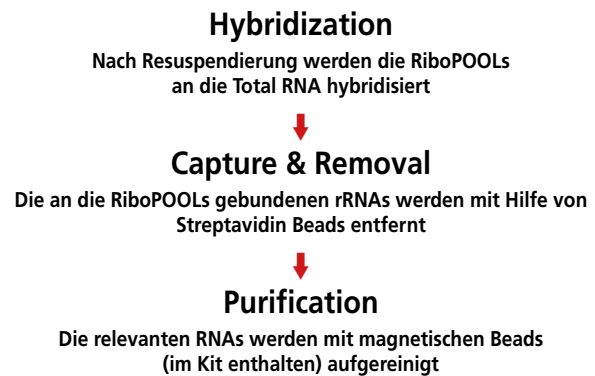 Hybridization
Nach Resuspendierung werden die RiboPOOLs
an die Total RNA hybridisiert
Capture & Removal
Die an die RiboPOOLs gebundenen rRNAs werden mit Hilfe von
Streptavidin Beads entfernt
Purification
Die relevanten RNAs werden mit magnetischen Beads
(im Kit enthalten) aufgereinigt